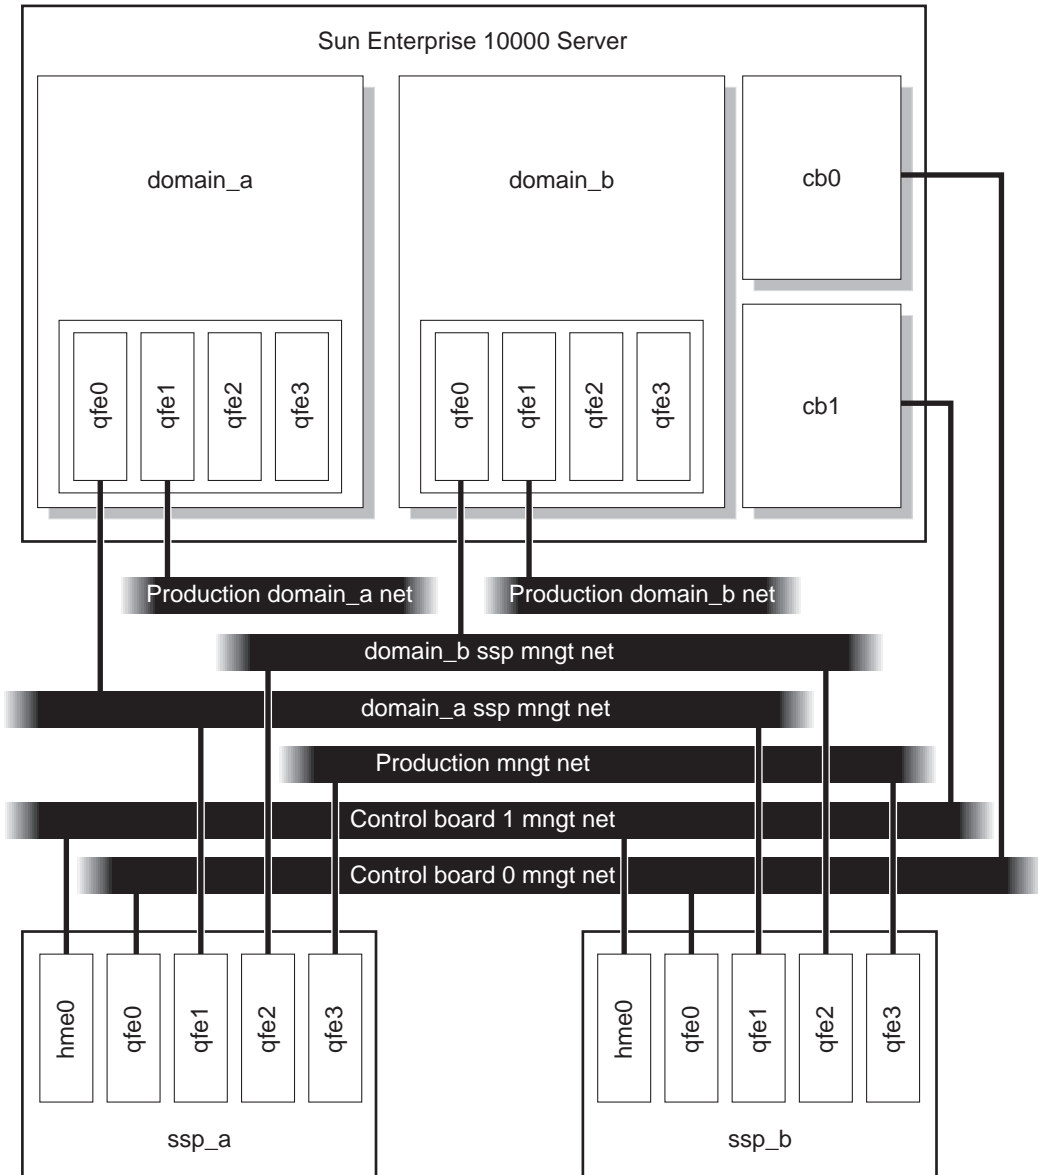 Sun Enterprise 10000 Server
domain_a
domain_b
cb0
cb1
qfe0
qfe1
qfe2
qfe3
qfe0
qfe1
qfe2
qfe3
Production domain_a net
Production domain_b net
domain_b ssp mngt net
domain_a ssp mngt net
Production mngt net
Control board 1 mngt net
Control board 0 mngt net
hme0
qfe0
qfe1
qfe2
qfe3
ssp_a
hme0
qfe0
qfe1
qfe2
qfe3
ssp_b